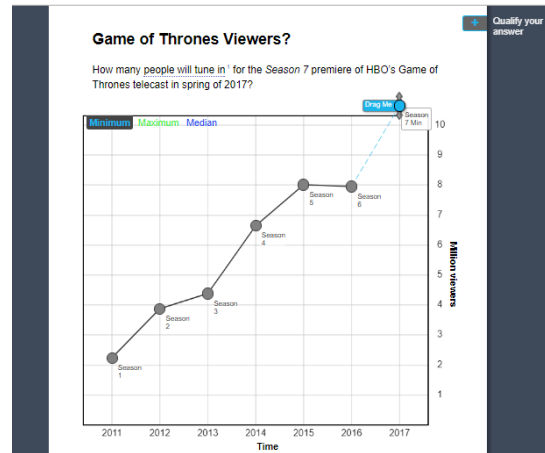 Qualify your
answer
Game of Thrones Viewers?
How many people will tune in¹ for the Season 7 premiere of HBO's Game of
Thrones telecast in spring of 2017?
Drag Me
Season
7 Min
Minimum Maximum Median
10
9
8
7
6
5
4
3
2
1
Million viewers
Season
5
Season
6
Season
4
Season
3
Season
2
Season
1
2011 2012 2013 2014 2015 2016 2017
Time